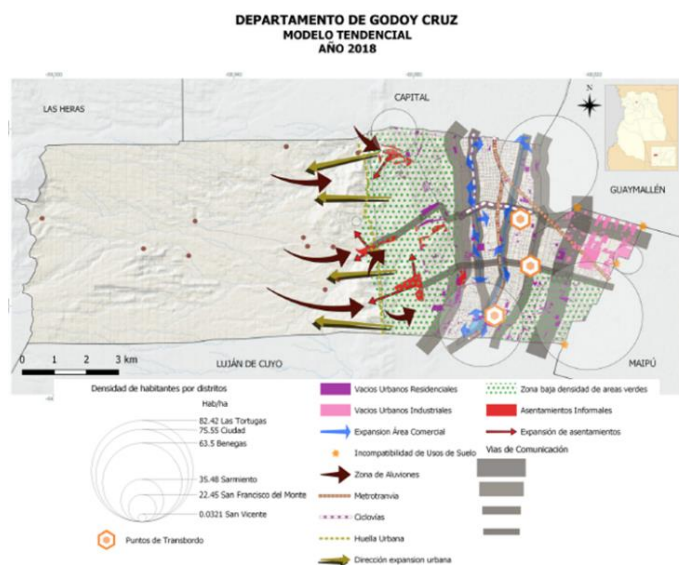 DEPARTAMENTO DE GODOY CRUZ
MODELO TENDENCIAL
AÑO 2018
LAS HERAS
CAPITAL
N
GUAYMALLÉN
0 1 2 3 km
LUJÁN DE CUYO
MAIPÚ
Densidad de habitantes por distritos
Hab/ha
82.42 Las Tortugas
75.55 Ciudad
63.5 Benegas
35.48 Sarmiento
22.45 San Francisco del Monte
0.0321 San Vicente
Puntos de Transbordo
Vacios Urbanos Residenciales
Vacios Urbanos Industriales
Expansion Área Comercial
Incompatibilidad de Usos de Suelo
Zona de Aluviones
Metrotranvia
Ciclovías
Huella Urbana
Dirección expansion urbana
Zona baja densidad de areas verdes
Asentamientos Informales
Expansión de asentamientos
Vias de Comunicación